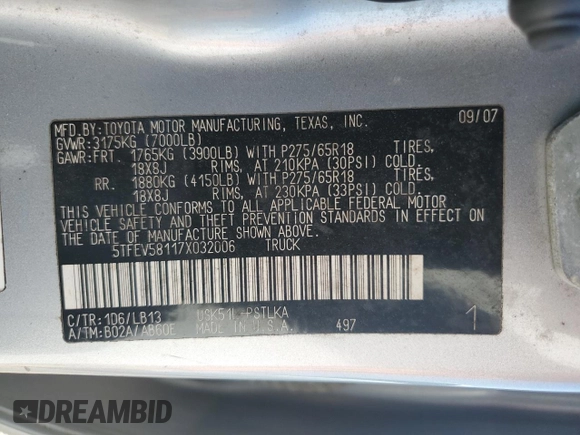 MFD.BY:TOYOTA MOTOR MANUFACTURING, TEXAS, INC. 09/07
GVWR:3175KG (7000LB)
GAWR:FRT. 1765KG (3900LB) WITH P275/65R18 TIRES,
18X8J RIMS, AT 210KPA (30PSI) COLD.
RR. 1880KG (4150LB) WITH P275/65R18 TIRES,
18X8J RIMS, AT 230KPA (33PSI) COLD.
THIS VEHICLE CONFORMS TO ALL APPLICABLE FEDERAL MOTOR
VEHICLE SAFETY AND THEFT PREVENTION STANDARDS IN EFFECT
ON THE DATE OF MANUFACTURE SHOWN ABOVE.
5TFEV58117X032006 TRUCK
C/TR:1D6/LB13 USK51L-PSTLKA
A/TM:B02A/AB60E MADE IN U.S.A. 497 1
DREAMBID